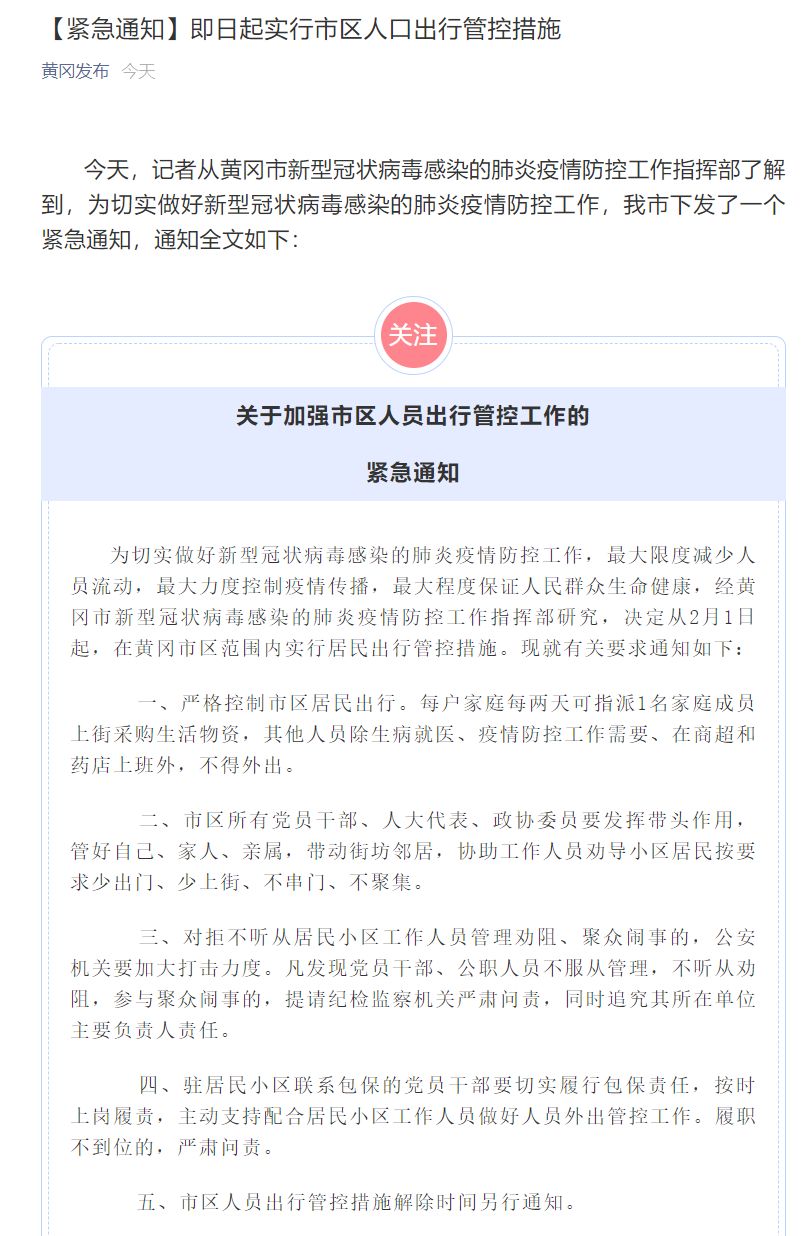 【紧急通知】即日起实行市区人口出行管控措施
黄冈发布 今天
今天，记者从黄冈市新型冠状病毒感染的肺炎疫情防控工作指挥部了解
到，为切实做好新型冠状病毒感染的肺炎疫情防控工作，我市下发了一个
紧急通知，通知全文如下：
关注
关于加强市区人员出行管控工作的
紧急通知
为切实做好新型冠状病毒感染的肺炎疫情防控工作，最大限度减少人
员流动，最大力度控制疫情传播，最大程度保证人民群众生命健康，经黄
冈市新型冠状病毒感染的肺炎疫情防控工作指挥部研究，决定从2月1日
起，在黄冈市区范围内实行居民出行管控措施。现就有关要求通知如下：
一、严格控制市区居民出行。每户家庭每两天可指派1名家庭成员
上街采购生活物资，其他人员除生病就医、疫情防控工作需要、在商超和
药店上班外，不得外出。
二、市区所有党员干部、人大代表、政协委员要发挥带头作用，
管好自己、家人、亲属，带动街坊邻居，协助工作人员劝导小区居民按要
求少出门、少上街、不串门、不聚集。
三、对拒不听从居民小区工作人员管理劝阻、聚众闹事的，公安
机关要加大打击力度。凡发现党员干部、公职人员不服从管理，不听从劝
阻，参与聚众闹事的，提请纪检监察机关严肃问责，同时追究其所在单位
主要负责人责任。
四、驻居民小区联系包保的党员干部要切实履行包保责任，按时
上岗履责，主动支持配合居民小区工作人员做好人员外出管控工作。履职
不到位的，严肃问责。
五、市区人员出行管控措施解除时间另行通知。